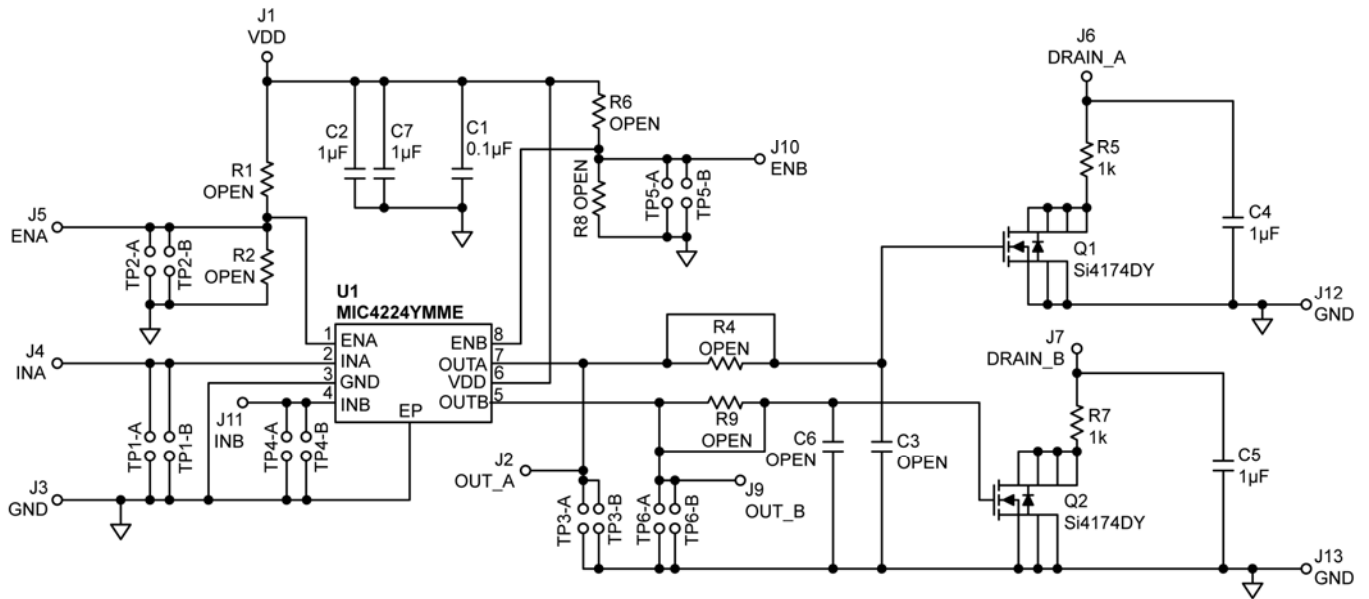 J1
VDD
J6
DRAIN_A
R6
OPEN
C2
1µF
C7
1µF
C1
0.1µF
J10
ENB
R5
1k
R1
OPEN
R8 OPEN
TP5-A
TP5-B
J5
ENA
C4
1µF
TP2-A
TP2-B
R2
OPEN
Q1
Si4174DY
U1
MIC4224YMME
J12
GND
1
ENA
ENB
8
2
INA
OUTA
7
3
GND
VDD
6
4
INB
OUTB
5
EP
R4
OPEN
J4
INA
J7
DRAIN_B
J11
INB
TP1-A
TP1-B
TP4-A
TP4-B
R9
OPEN
C6
OPEN
C3
OPEN
R7
1k
J2
OUT_A
C5
1µF
J3
GND
J9
OUT_B
TP3-A
TP3-B
TP6-A
TP6-B
Q2
Si4174DY
J13
GND